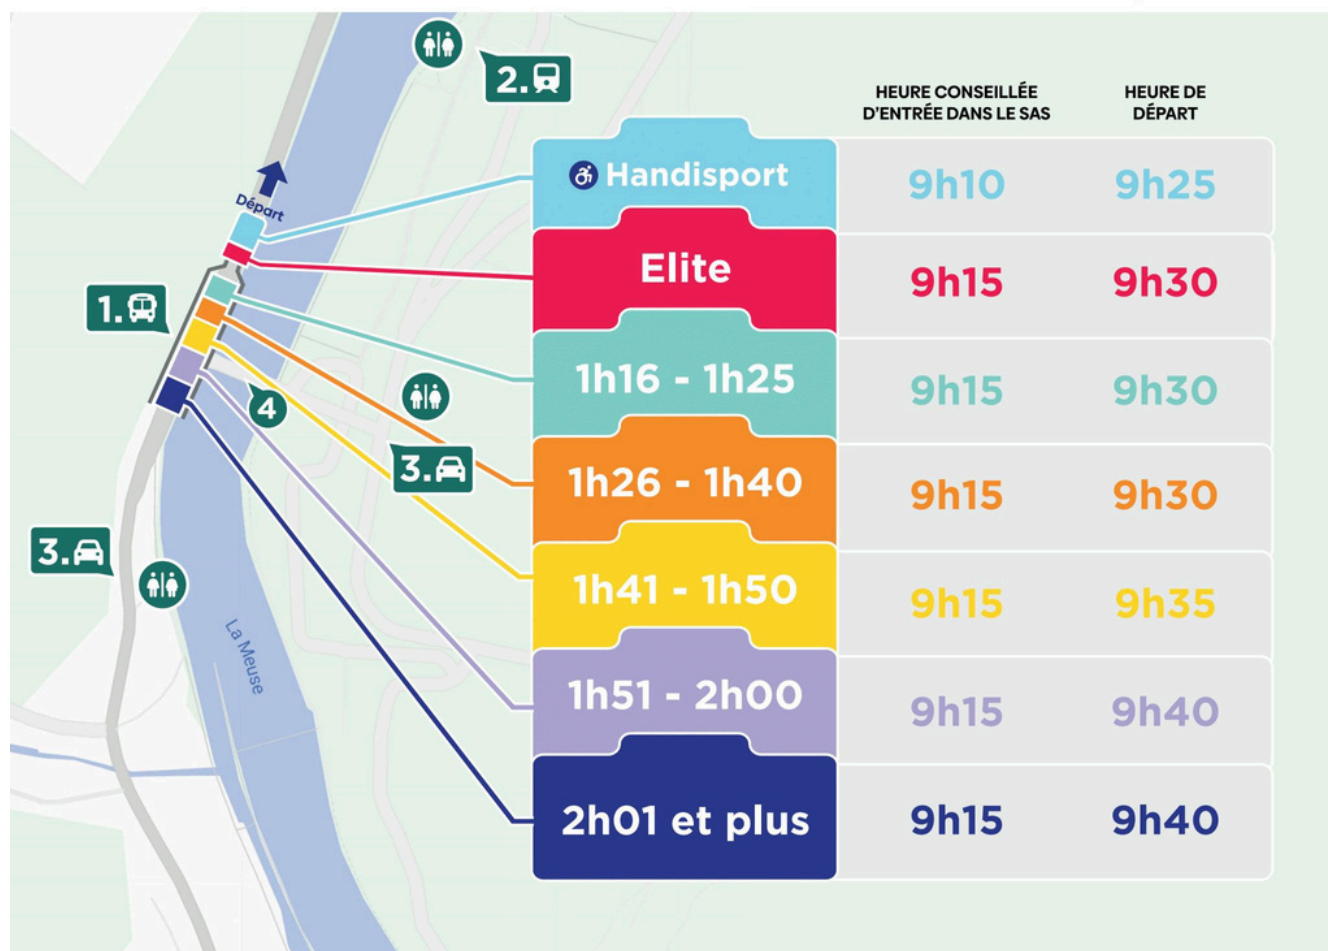 2.
HEURE CONSEILLÉE
D'ENTRÉE DANS LE SAS
HEURE DE
DÉPART
Handisport
9h10
9h25
Départ
Elite
9h15
9h30
1.
1h16 - 1h25
9h15
9h30
4
3.
1h26 - 1h40
9h15
9h30
3.
1h41 - 1h50
9h15
9h35
La Meuse
1h51 - 2h00
9h15
9h40
2h01 et plus
9h15
9h40